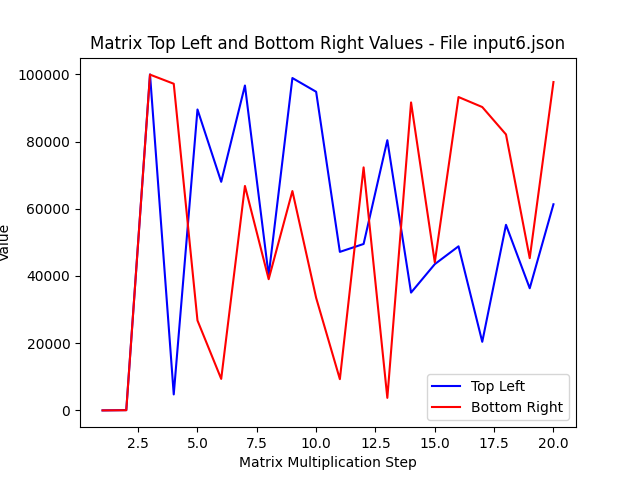 Matrix Top Left and Bottom Right Values - File input6.json
Value
100000
80000
60000
40000
20000
0
2.5 5.0 7.5 10.0 12.5 15.0 17.5 20.0
Matrix Multiplication Step
Top Left
Bottom Right